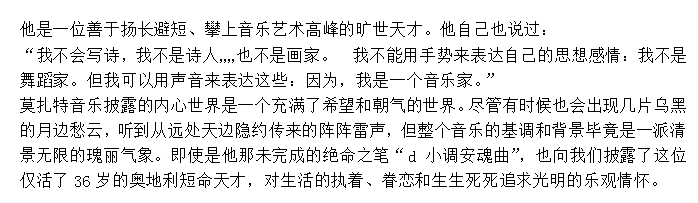 他是一位善于扬长避短、攀上音乐艺术高峰的旷世天才。他自己也说过：
“我不会写诗，我不是诗人„„也不是画家。 我不能用手势来表达自己的思想感情：我不是
舞蹈家。但我可以用声音来表达这些：因为，我是一个音乐家。”
莫扎特音乐披露的内心世界是一个充满了希望和朝气的世界。尽管有时候也会出现几片乌黑
的月边愁云，听到从远处天边隐约传来的阵阵雷声，但整个音乐的基调和背景毕竟是一派清
景无限的瑰丽气象。即使是他那未完成的绝命之笔“d 小调安魂曲”，也向我们披露了这位
仅活了 36 岁的奥地利短命天才，对生活的执着、眷恋和生生死死追求光明的乐观情怀。